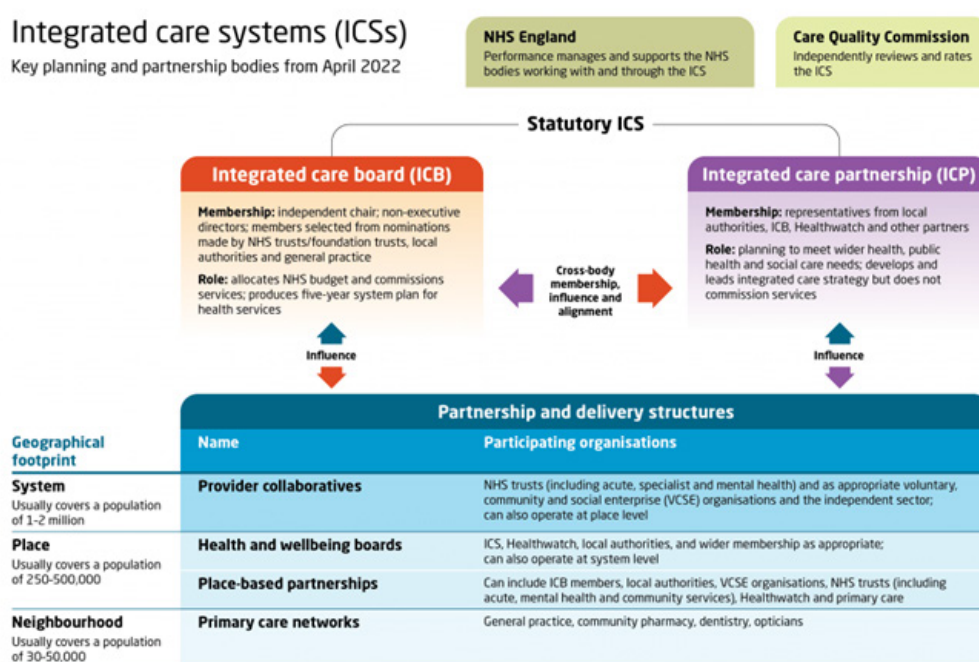 Integrated care systems (ICSs)
Key planning and partnership bodies from April 2022
NHS England
Performance manages and supports the NHS
bodies working with and through the ICS
Care Quality Commission
Independently reviews and rates
the ICS
Statutory ICS
Integrated care board (ICB)
Membership: independent chair; non-executive
directors; members selected from nominations
made by NHS trusts/foundation trusts, local
authorities and general practice
Role: allocates NHS budget and commissions
services; produces five-year system plan for
health services
Cross-body
membership,
influence and
alignment
Integrated care partnership (ICP)
Membership: representatives from local
authorities, ICB, Healthwatch and other partners
Role: planning to meet wider health, public
health and social care needs; develops and
leads integrated care strategy but does not
commission services
Influence
Influence
Partnership and delivery structures
Geographical
footprint
Name
Participating organisations
System
Usually covers a population
of 1-2 million
Provider collaboratives
NHS trusts (including acute, specialist and mental health) and as appropriate voluntary,
community and social enterprise (VCSE) organisations and the independent sector;
can also operate at place level
Place
Usually covers a population
of 250-500,000
Health and wellbeing boards
ICS, Healthwatch, local authorities, and wider membership as appropriate;
can also operate at system level
Place-based partnerships
Can include ICB members, local authorities, VCSE organisations, NHS trusts (including
acute, mental health and community services), Healthwatch and primary care
Neighbourhood
Usually covers a population
of 30-50,000
Primary care networks
General practice, community pharmacy, dentistry, opticians